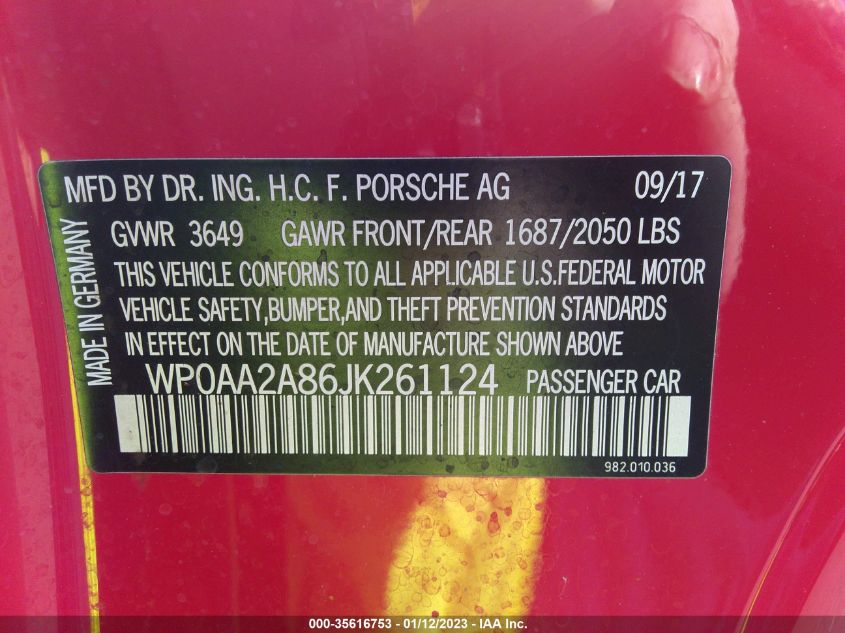 MFD BY DR. ING. H.C. F. PORSCHE AG 09/17
GVWR 3649 GAWR FRONT/REAR 1687/2050 LBS
THIS VEHICLE CONFORMS TO ALL APPLICABLE U.S.FEDERAL MOTOR
VEHICLE SAFETY,BUMPER,AND THEFT PREVENTION STANDARDS
IN EFFECT ON THE DATE OF MANUFACTURE SHOWN ABOVE
WP0AA2A86JK261124 PASSENGER CAR
982.010.036
MADE IN GERMANY
000-35616753 - 01/12/2023 - IAA Inc.